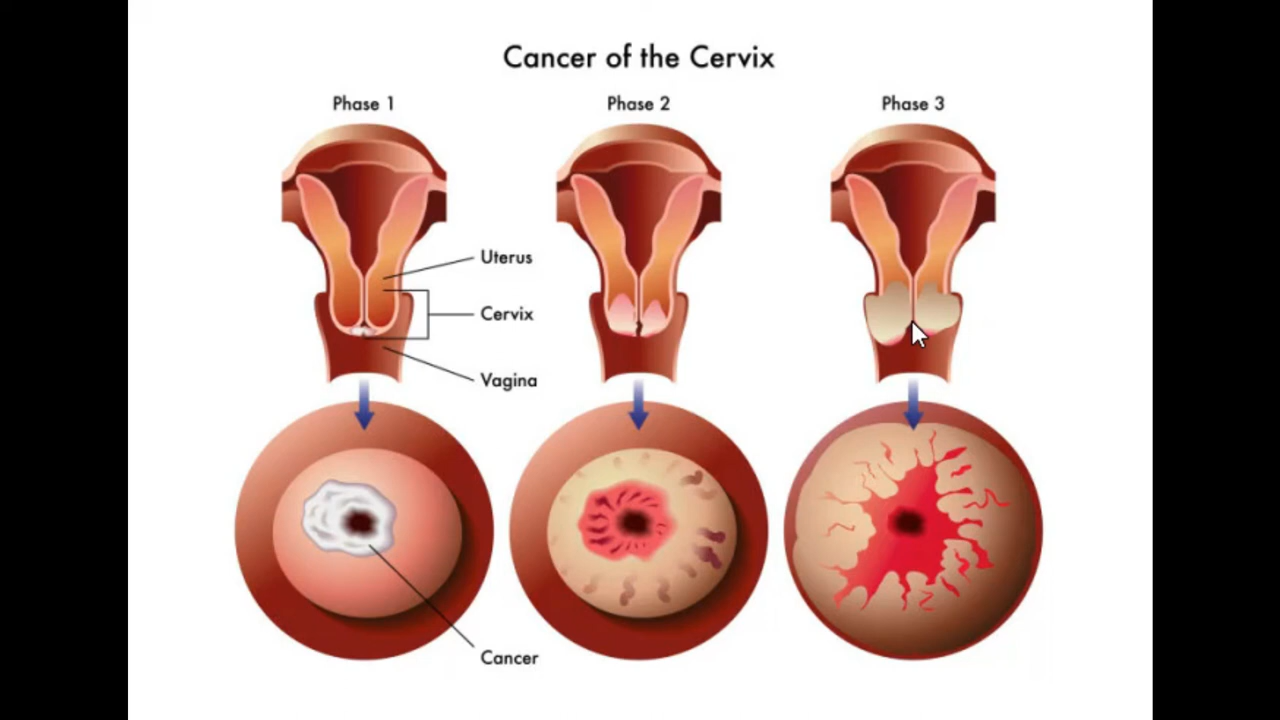 Cancer of the Cervix
Phase 1
Phase 2
Phase 3
Uterus
Cervix
Vagina
Cancer